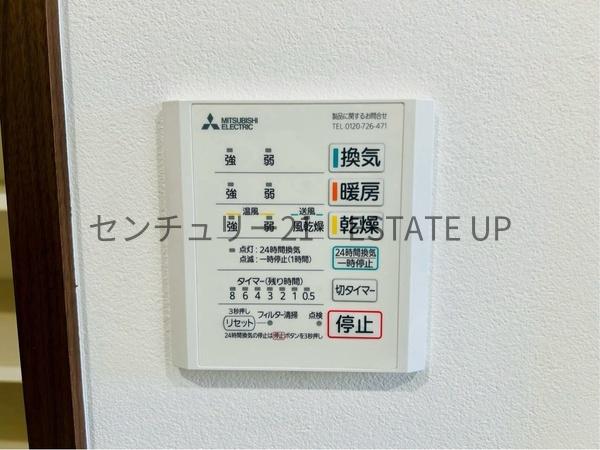 MITSUBISHI ELECTRIC
製品に関するお問合せ
TEL 0120-726-471
強 弱 換気
強 弱 暖房
温風 送風
強 弱 風乾燥 乾燥
センチュリー21 ESTATE UP
点灯:24時間換気
点滅:一時停止(1時間)
24時間換気
一時停止
タイマー(残り時間)
8 6 4 3 2 1 0.5
切タイマー
3秒押し
リセット フィルター清掃 点検
停止
24時間換気の停止は停止ボタンを3秒押し